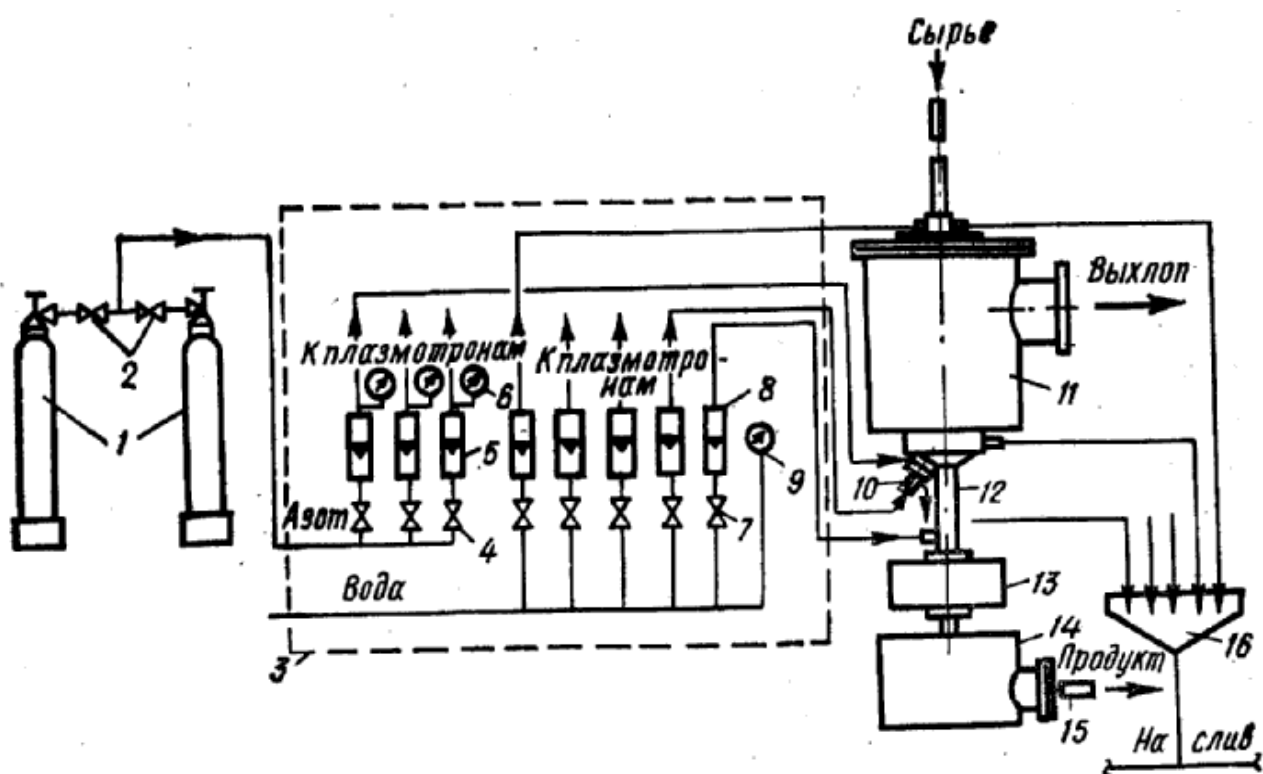 Сырье
Выхлоп
К плазмотронам
К плазмотро-
нам
1
2
3
4
5
6
7
8
9
10
11
12
13
14
15
16
Азот
Вода
Продукт
На слив